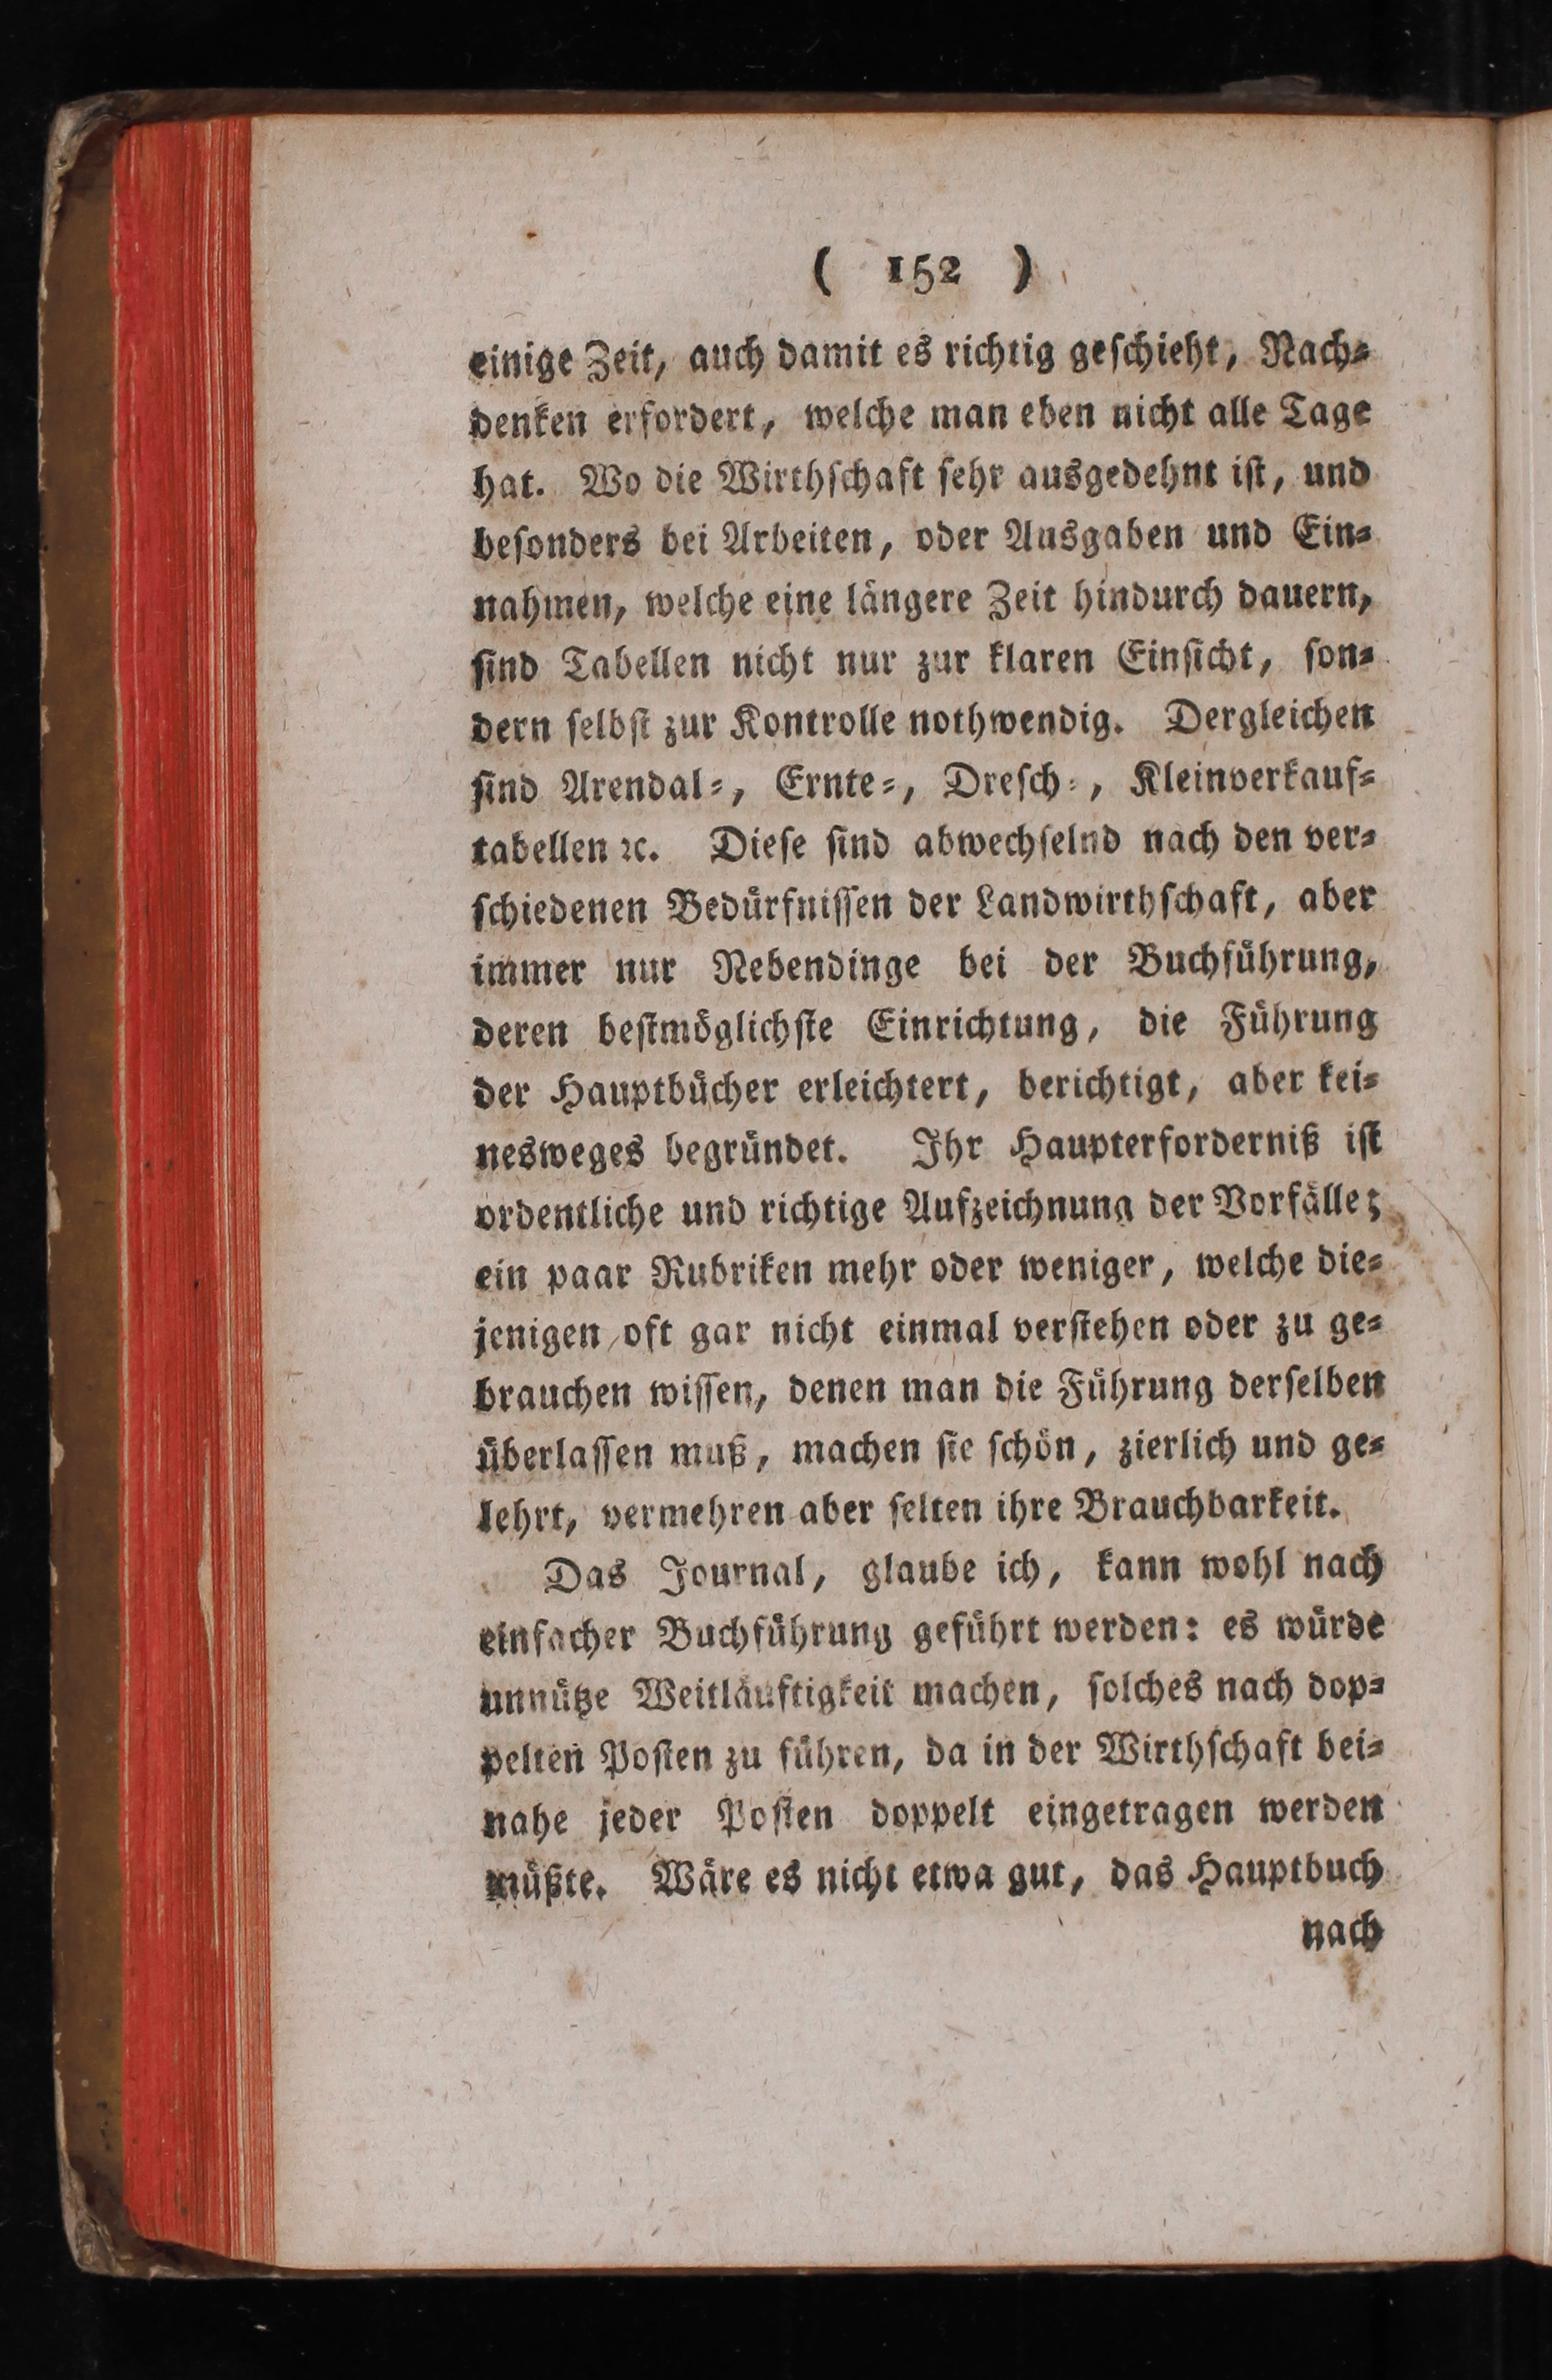 ( 152 )
einige Zeit, auch damit es richtig geſchieht, Nach⸗
denken erfordert, welche man eben nicht alle Tage
hat. Wo die Wirthſchaft ſehr ausgedehnt iſt, und
beſonders bei Arbeiten, oder Ausgaben und Ein⸗
nahmen, welche eine längere Zeit hindurch dauern,
ſind Tabellen nicht nur zur klaren Einſicht, ſon⸗
dern ſelbſt zur Kontrolle nothwendig. Dergleichen
ſind Arendal⸗, Ernte⸗, Dreſch⸗, Kleinverkauf⸗
tabellen ꝛc. Dieſe ſind abwechſelnd nach den ver⸗
ſchiedenen Bedürfniſſen der Landwirthſchaft, aber
immer nur Nebendinge bei der Buchführung,
deren beſtmöglichſte Einrichtung, die Führung
der Hauptbücher erleichtert, berichtigt, aber kei⸗
nesweges begründet. Ihr Haupterforderniß iſt
ordentliche und richtige Aufzeichnung der Vorfälle;
ein paar Rubriken mehr oder weniger, welche die⸗
jenigen oft gar nicht einmal verſtehen oder zu ge⸗
brauchen wiſſen, denen man die Führung derſelben
überlaſſen muß, machen ſie ſchön, zierlich und ge⸗
lehrt, vermehren aber ſelten ihre Brauchbarkeit.
Das Journal, glaube ich, kann wohl nach
einfacher Buchführung geführt werden: es würde
unnütze Weitläuftigkeit machen, ſolches nach dop⸗
pelten Poſten zu führen, da in der Wirthſchaft bei⸗
nahe jeder Poſten doppelt eingetragen werden
müßte. Wäre es nicht etwa gut, das Hauptbuch
nach